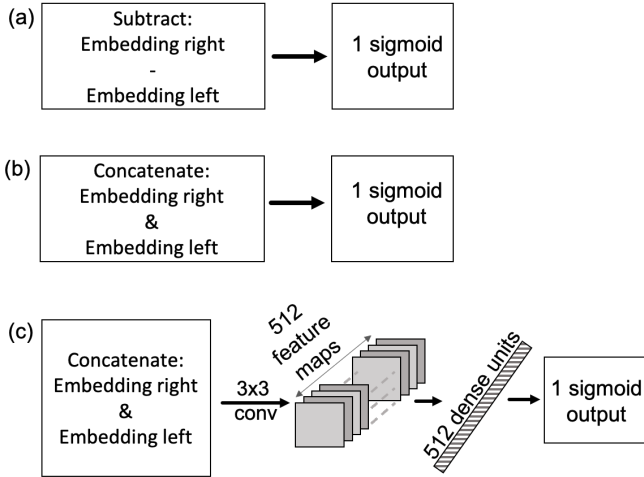 (a)
Subtract:
Embedding right
-
Embedding left
1 sigmoid
output
(b)
Concatenate:
Embedding right
&
Embedding left
1 sigmoid
output
(c)
Concatenate:
Embedding right
&
Embedding left
3x3
conv
512
feature
maps
512 dense units
1 sigmoid
output